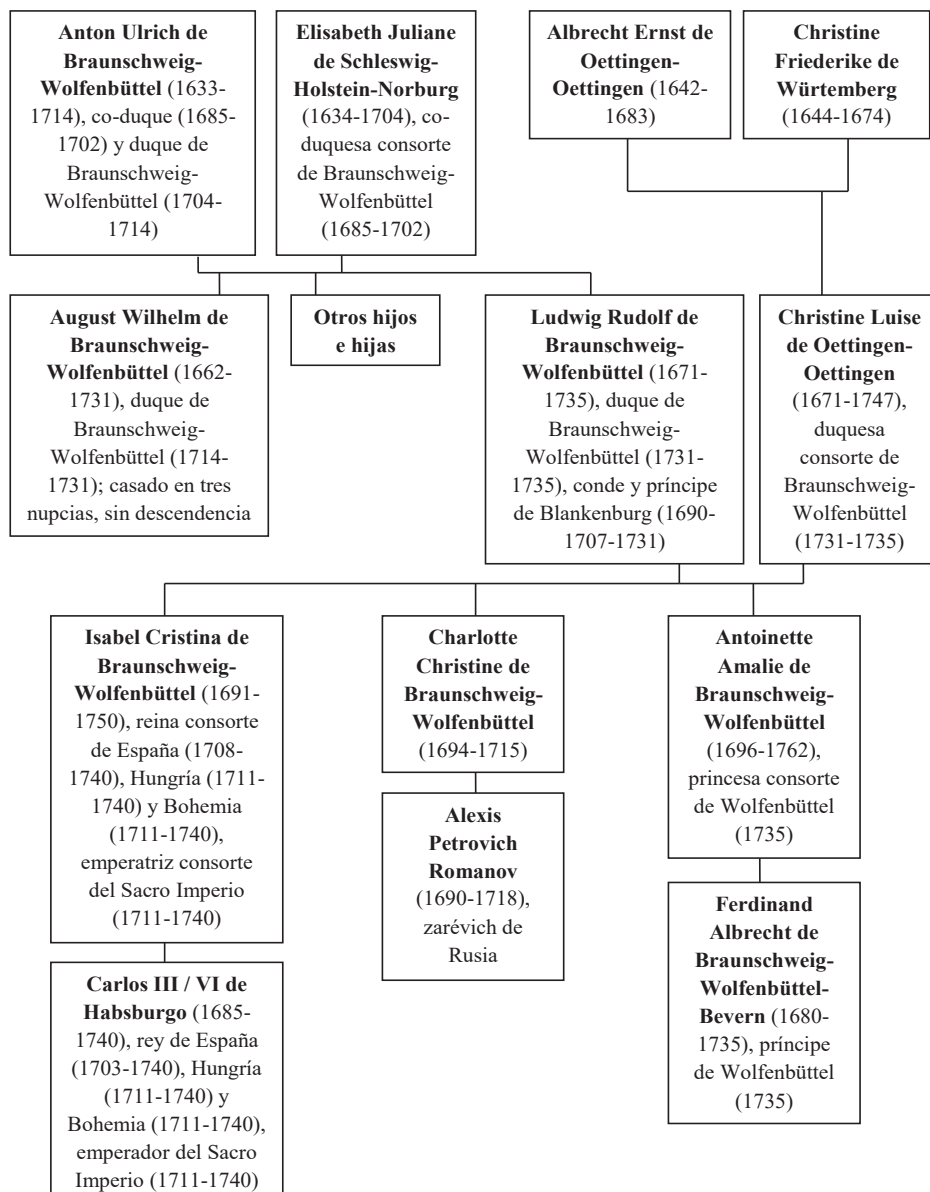 Anton Ulrich de
Braunschweig-
Wolfenbüttel (1633-
1714), co-duque (1685-
1702) y duque de
Braunschweig-
Wolfenbüttel (1704-
1714)
Elisabeth Juliane
de Schleswig-
Holstein-Norburg
(1634-1704), co-
duquesa consorte
de Braunschweig-
Wolfenbüttel
(1685-1702)
Albrecht Ernst de
Oettingen-
Oettingen (1642-
1683)
Christine
Friederike de
Würtemberg
(1644-1674)
August Wilhelm de
Braunschweig-
Wolfenbüttel (1662-
1731), duque de
Braunschweig-
Wolfenbüttel (1714-
1731); casado en tres
nupcias, sin descendencia
Otros hijos
e hijas
Ludwig Rudolf de
Braunschweig-
Wolfenbüttel (1671-
1735), duque de
Braunschweig-
Wolfenbüttel (1731-
1735), conde y príncipe
de Blankenburg (1690-
1707-1731)
Christine Luise
de Oettingen-
Oettingen
(1671-1747),
duquesa
consorte de
Braunschweig-
Wolfenbüttel
(1731-1735)
Isabel Cristina de
Braunschweig-
Wolfenbüttel (1691-
1750), reina consorte
de España (1708-
1740), Hungría (1711-
1740) y Bohemia
(1711-1740),
emperatriz consorte
del Sacro Imperio
(1711-1740)
Charlotte
Christine de
Braunschweig-
Wolfenbüttel
(1694-1715)
Antoinette
Amalie de
Braunschweig-
Wolfenbüttel
(1696-1762),
princesa consorte
de Wolfenbüttel
(1735)
Alexis
Petrovich
Romanov
(1690-1718),
zarévich de
Rusia
Ferdinand
Albrecht de
Braunschweig-
Wolfenbüttel-
Bevern (1680-
1735), príncipe
de Wolfenbüttel
(1735)
Carlos III / VI de
Habsburgo (1685-
1740), rey de España
(1703-1740), Hungría
(1711-1740) y
Bohemia (1711-1740),
emperador del Sacro
Imperio (1711-1740)